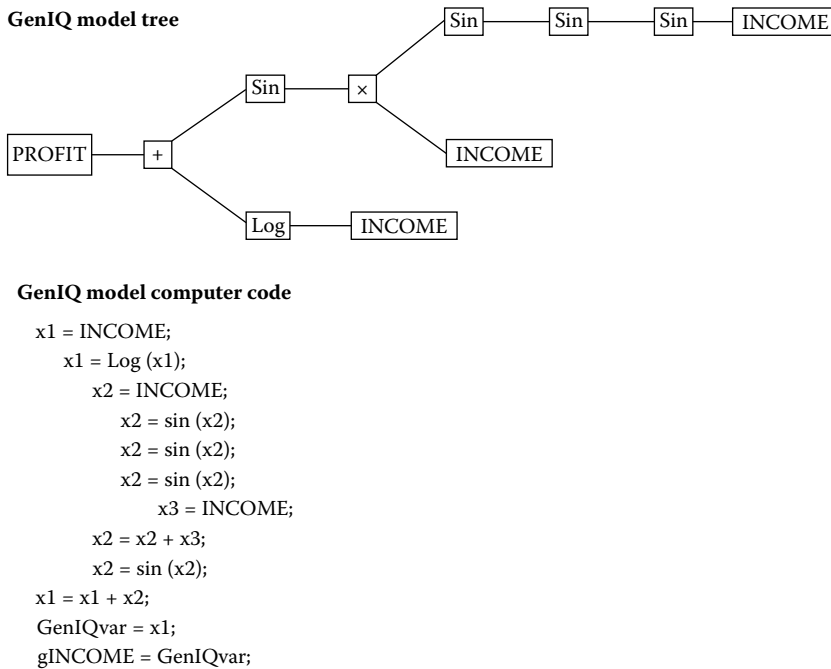 GenIQ model tree
Sin Sin Sin INCOME
Sin ×
PROFIT + INCOME
Log INCOME
GenIQ model computer code
x1 = INCOME;
x1 = Log (x1);
x2 = INCOME;
x2 = sin (x2);
x2 = sin (x2);
x2 = sin (x2);
x3 = INCOME;
x2 = x2 + x3;
x2 = sin (x2);
x1 = x1 + x2;
GenIQvar = x1;
gINCOME = GenIQvar;